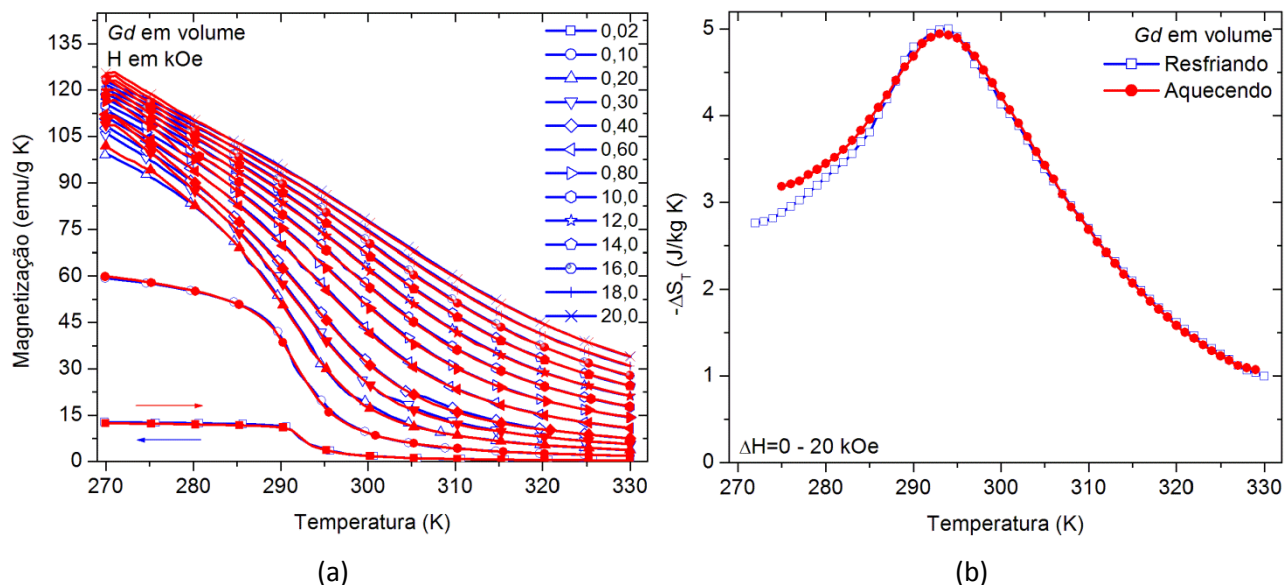 Gd em volume
H em kOe
0,02
0,10
0,20
0,30
0,40
0,60
0,80
10,0
12,0
14,0
16,0
18,0
20,0
135
120
105
90
75
60
45
30
15
0
270 280 290 300 310 320 330
Magnetização (emu/g K)
Temperatura (K)
(a)
Gd em volume
Resfriando
Aquecendo
5
4
3
2
1
0
270 280 290 300 310 320 330
-ΔS_T (J/kg K)
ΔH=0 - 20 kOe
Temperatura (K)
(b)